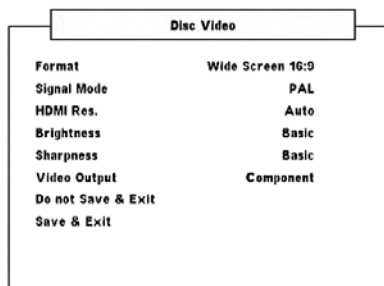 Disc Video
Format Wide Screen 16:9
Signal Mode PAL
HDMI Res. Auto
Brightness Basic
Sharpness Basic
Video Output Component
Do not Save & Exit
Save & Exit